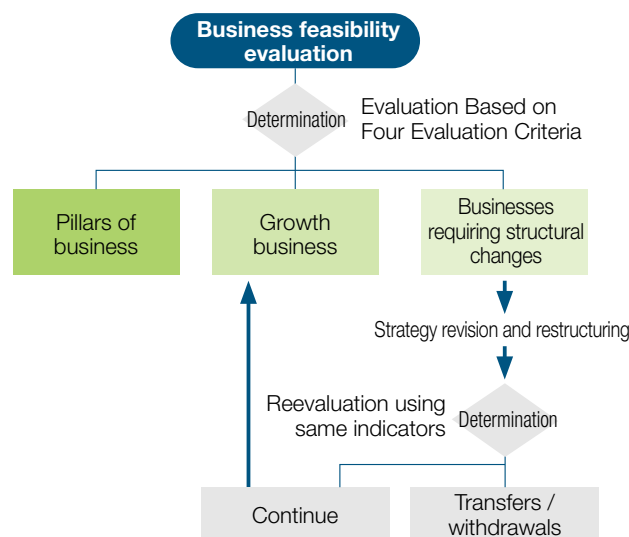 Business feasibility
evaluation
Determination
Evaluation Based on
Four Evaluation Criteria
Pillars of
business
Growth
business
Businesses
requiring structural
changes
Strategy revision and restructuring
Reevaluation using
same indicators
Determination
Continue
Transfers /
withdrawals